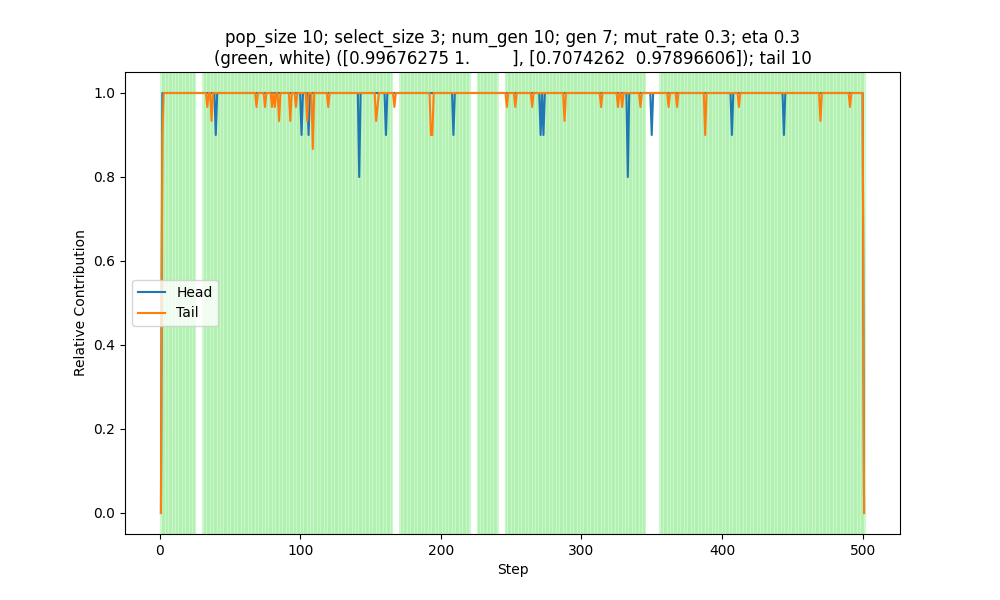 pop_size 10; select_size 3; num_gen 10; gen 7; mut_rate 0.3; eta 0.3
(green, white) ([0.99676275 1.        ], [0.7074262  0.97896606]); tail 10
1.0
0.8
0.6
0.4
0.2
0.0
Relative Contribution
Head
Tail
0
100
200
300
400
500
Step